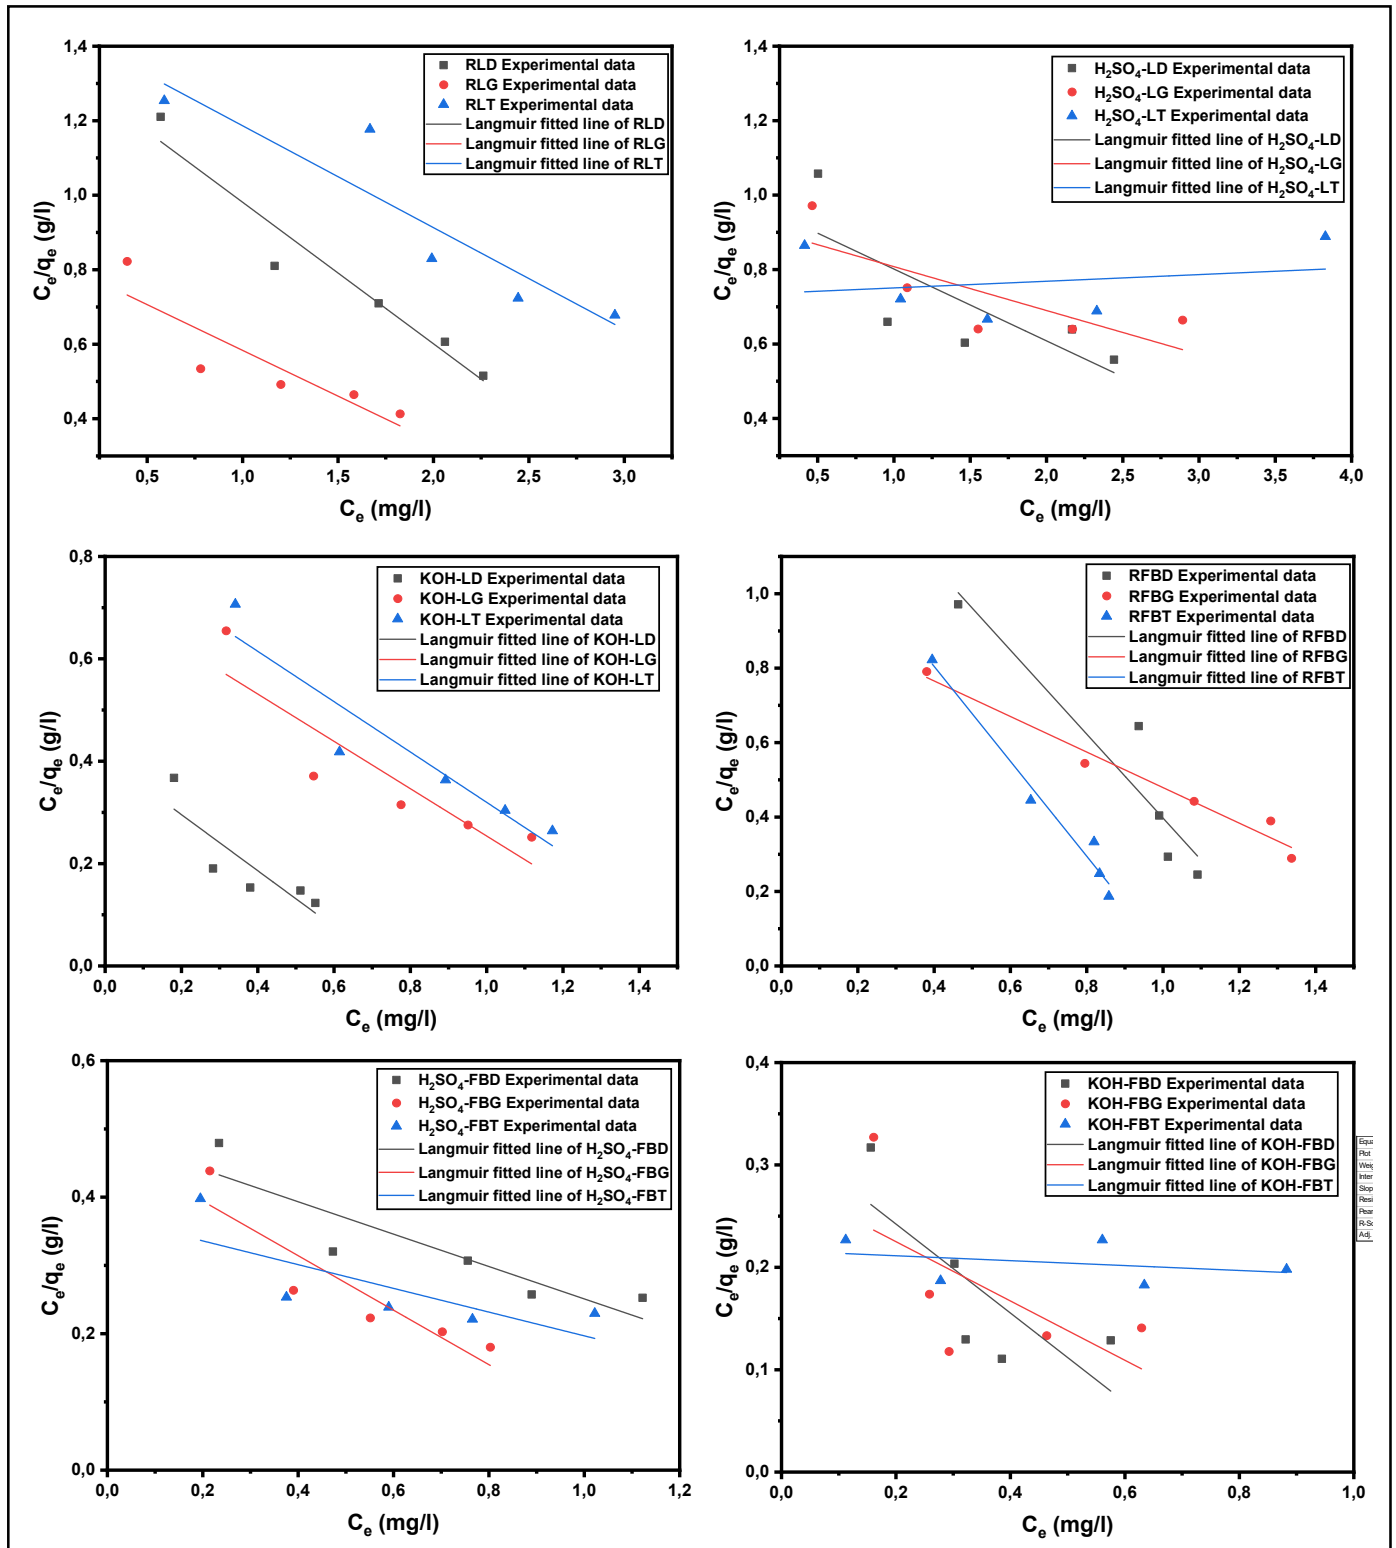 1,4
1,2
1,0
0,8
0,6
0,4
0,5
1,0
1,5
2,0
2,5
3,0
Cₑ/qₑ (g/l)
Cₑ (mg/l)
RLD Experimental data
RLG Experimental data
RLT Experimental data
Langmuir fitted line of RLD
Langmuir fitted line of RLG
Langmuir fitted line of RLT
1,4
1,2
1,0
0,8
0,6
0,4
0,5
1,0
1,5
2,0
2,5
3,0
3,5
4,0
Cₑ/qₑ (g/l)
Cₑ (mg/l)
H₂SO₄-LD Experimental data
H₂SO₄-LG Experimental data
H₂SO₄-LT Experimental data
Langmuir fitted line of H₂SO₄-LD
Langmuir fitted line of H₂SO₄-LG
Langmuir fitted line of H₂SO₄-LT
0,8
0,6
0,4
0,2
0,0
0,0
0,2
0,4
0,6
0,8
1,0
1,2
1,4
Cₑ/qₑ (g/l)
Cₑ (mg/l)
KOH-LD Experimental data
KOH-LG Experimental data
KOH-LT Experimental data
Langmuir fitted line of KOH-LD
Langmuir fitted line of KOH-LG
Langmuir fitted line of KOH-LT
1,0
0,8
0,6
0,4
0,2
0,0
0,0
0,2
0,4
0,6
0,8
1,0
1,2
1,4
Cₑ/qₑ (g/l)
Cₑ (mg/l)
RFBD Experimental data
RFBG Experimental data
RFBT Experimental data
Langmuir fitted line of RFBD
Langmuir fitted line of RFBG
Langmuir fitted line of RFBT
0,6
0,4
0,2
0,0
0,0
0,2
0,4
0,6
0,8
1,0
1,2
Cₑ/qₑ (g/l)
Cₑ (mg/l)
H₂SO₄-FBD Experimental data
H₂SO₄-FBG Experimental data
H₂SO₄-FBT Experimental data
Langmuir fitted line of H₂SO₄-FBD
Langmuir fitted line of H₂SO₄-FBG
Langmuir fitted line of H₂SO₄-FBT
0,4
0,3
0,2
0,1
0,0
0,0
0,2
0,4
0,6
0,8
1,0
Cₑ/qₑ (g/l)
Cₑ (mg/l)
KOH-FBD Experimental data
KOH-FBG Experimental data
KOH-FBT Experimental data
Langmuir fitted line of KOH-FBD
Langmuir fitted line of KOH-FBG
Langmuir fitted line of KOH-FBT
Plot
Inter
Slop
Resi
Pear
Adj.